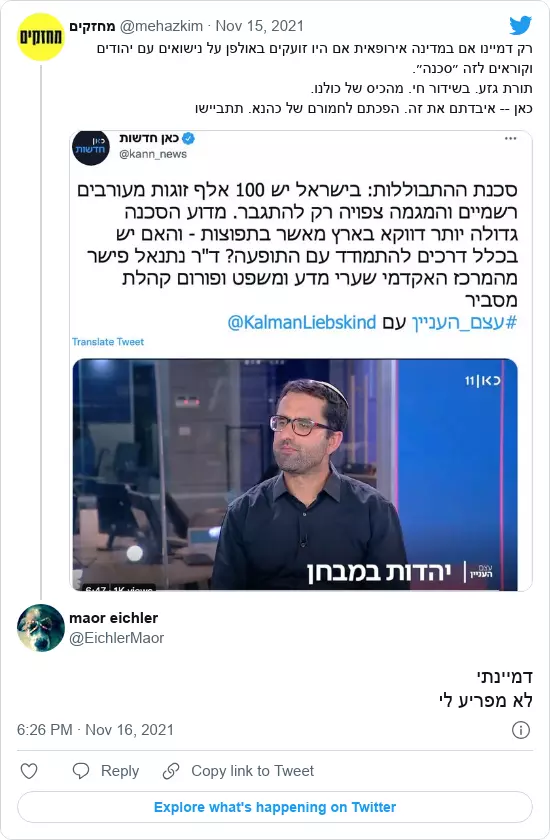 מחזקים @mehazkim · Nov 15, 2021
רק דמיינו אם במדינה אירופאית אם היו זועקים באולפן על נישואים עם יהודים
וקוראים לזה ״סכנה״.
תורת גזע. בשידור חי. מהכיס של כולנו.
כאן -- איבדתם את זה. הפכתם לחמורם של כהנא. תתביישו
כאן חדשות
@kann_news
סכנת ההתבוללות: בישראל יש 100 אלף זוגות מעורבים
רשמיים והמגמה צפויה רק להתגבר. מדוע הסכנה
גדולה יותר דווקא בארץ מאשר בתפוצות - והאם יש
בכלל דרכים להתמודד עם התופעה? ד"ר נתנאל פישר
מהמרכז האקדמי שערי מדע ומשפט ופורום קהלת
מסביר
#עצם_העניין עם @KalmanLiebskind
Translate Tweet
כאן 11
יהדות במבחן
עצם
העניין
6:47 1K views
maor eichler
@EichlerMaor
דמיינתי
לא מפריע לי
6:26 PM · Nov 16, 2021
Reply
Copy link to Tweet
Explore what's happening on Twitter